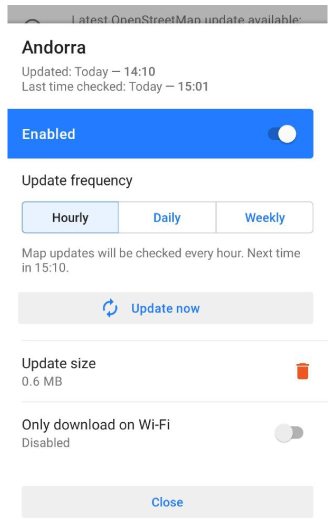 Latest OpenStreetMap update available:
Andorra
Updated: Today — 14:10
Last time checked: Today — 15:01
Enabled
Update frequency
Hourly
Daily
Weekly
Map updates will be checked every hour. Next time
in 15:10.
Update now
Update size
0.6 MB
Only download on Wi-Fi
Disabled
Close